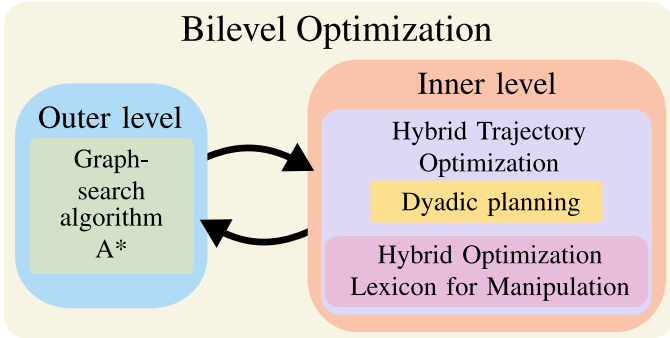 Bilevel Optimization
Outer level
Graph-
search
algorithm
A*
Inner level
Hybrid Trajectory
Optimization
Dyadic planning
Hybrid Optimization
Lexicon for Manipulation